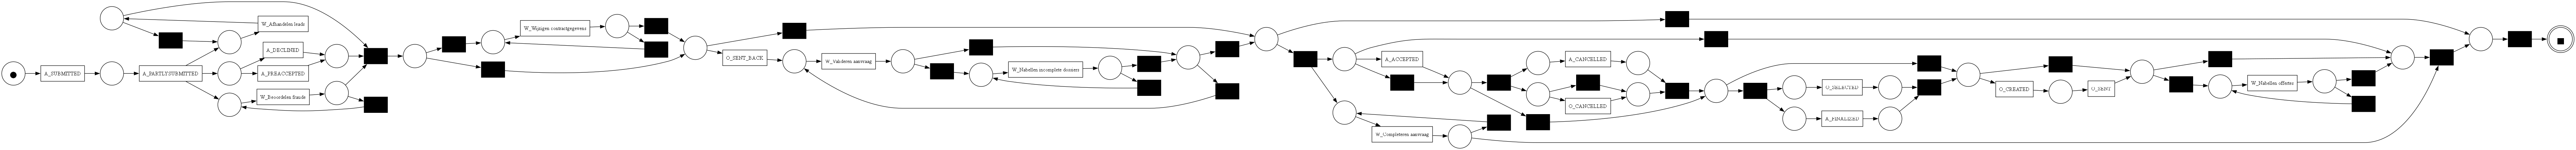 W_Afhandelen leads
A_DECLINED
A_SUBMITTED
A_PARTLYSUBMITTED
A_PREACCEPTED
W_Beoordelen fraude
W_Wijzigen contractgegevens
O_SENT_BACK
W_Valideren aanvraag
W_Nabellen incomplete dossiers
A_ACCEPTED
W_Completeren aanvraag
A_CANCELLED
O_CANCELLED
O_SELECTED
A_FINALIZED
O_CREATED
O_SENT
W_Nabellen offertes